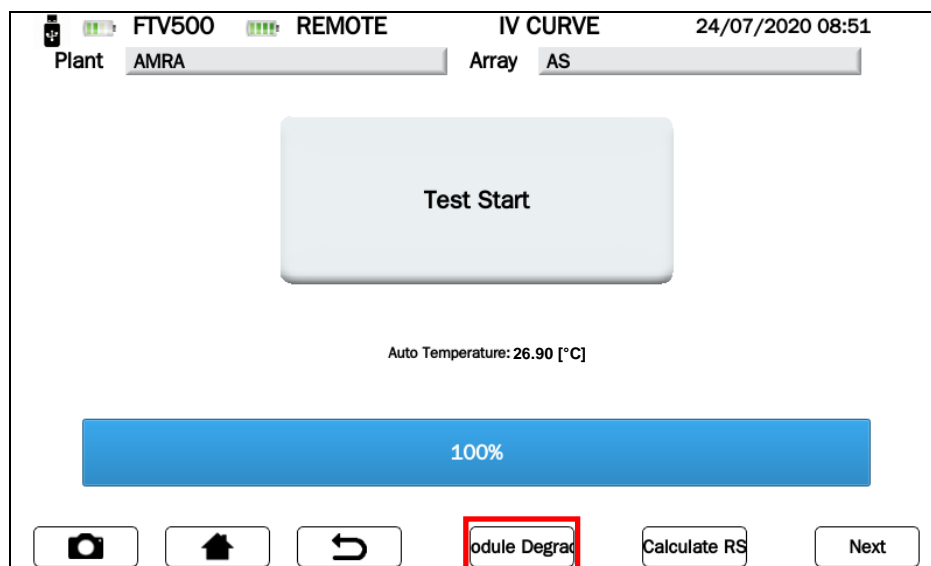 FTV500 REMOTE IV CURVE 24/07/2020 08:51
Plant AMRA Array AS
Test Start
Auto Temperature: 26.90 [°C]
100%
odule Degrad Calculate RS Next